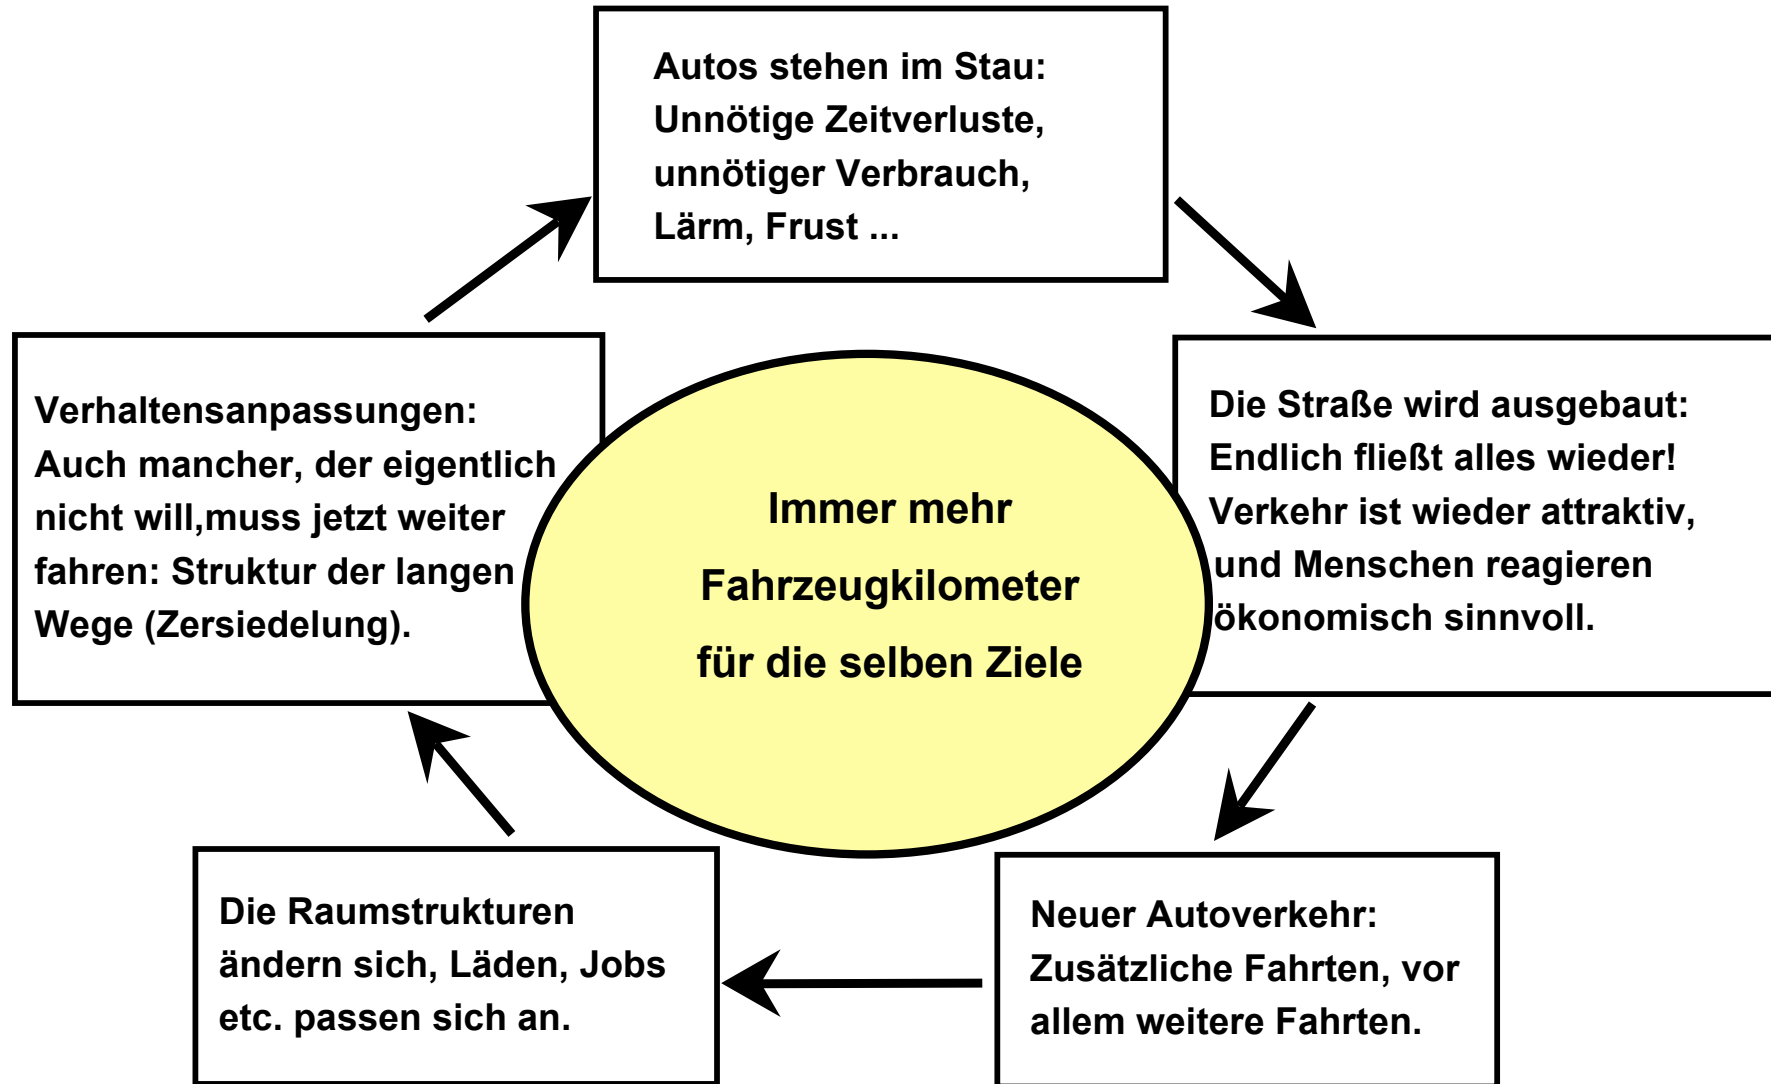 Autos stehen im Stau:
Unnötige Zeitverluste,
unnötiger Verbrauch,
Lärm, Frust ...
Die Straße wird ausgebaut:
Endlich fließt alles wieder!
Verkehr ist wieder attraktiv,
und Menschen reagieren
ökonomisch sinnvoll.
Neuer Autoverkehr:
Zusätzliche Fahrten, vor
allem weitere Fahrten.
Die Raumstrukturen
ändern sich, Läden, Jobs
etc. passen sich an.
Verhaltensanpassungen:
Auch mancher, der eigentlich
nicht will,muss jetzt weiter
fahren: Struktur der langen
Wege (Zersiedelung).
Immer mehr
Fahrzeugkilometer
für die selben Ziele